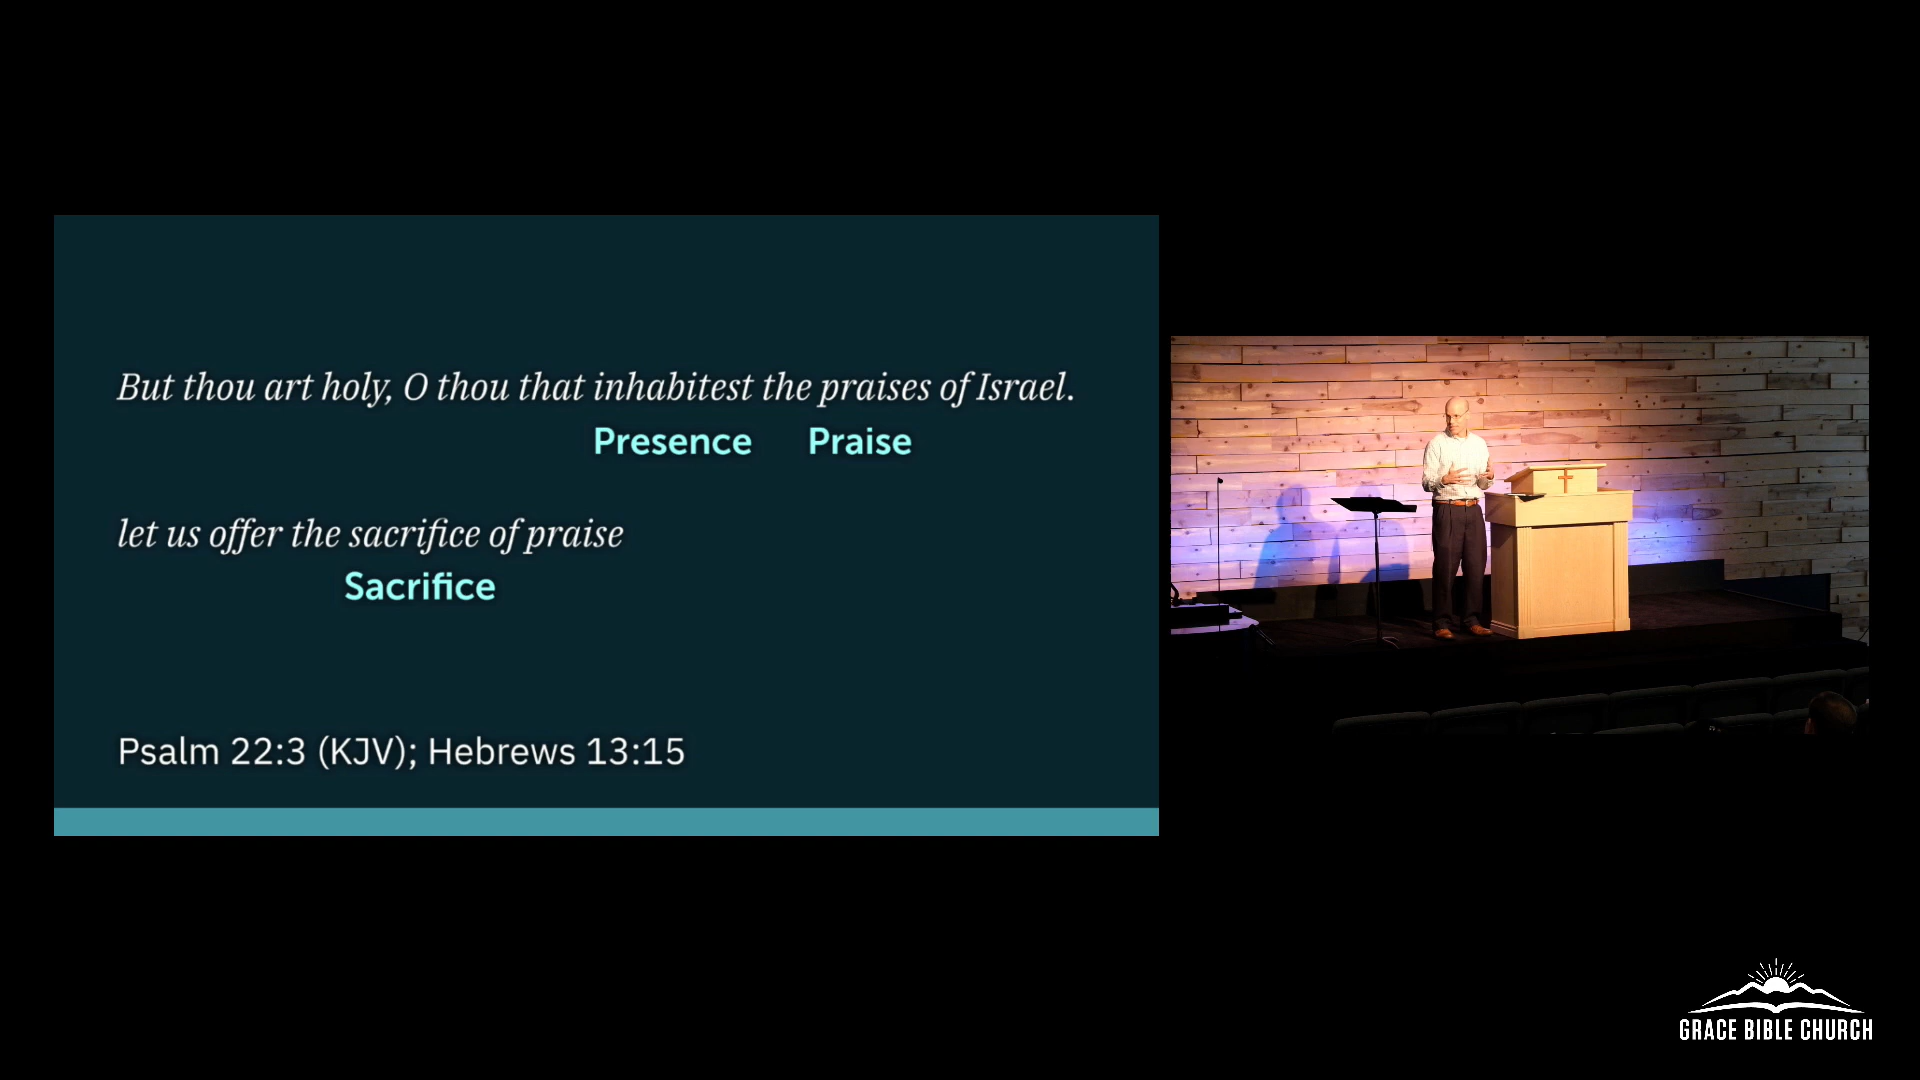 But thou art holy, O thou that inhabitest the praises of Israel.
Presence Praise
let us offer the sacrifice of praise
Sacrifice
Psalm 22:3 (KJV); Hebrews 13:15
GRACE BIBLE CHURCH